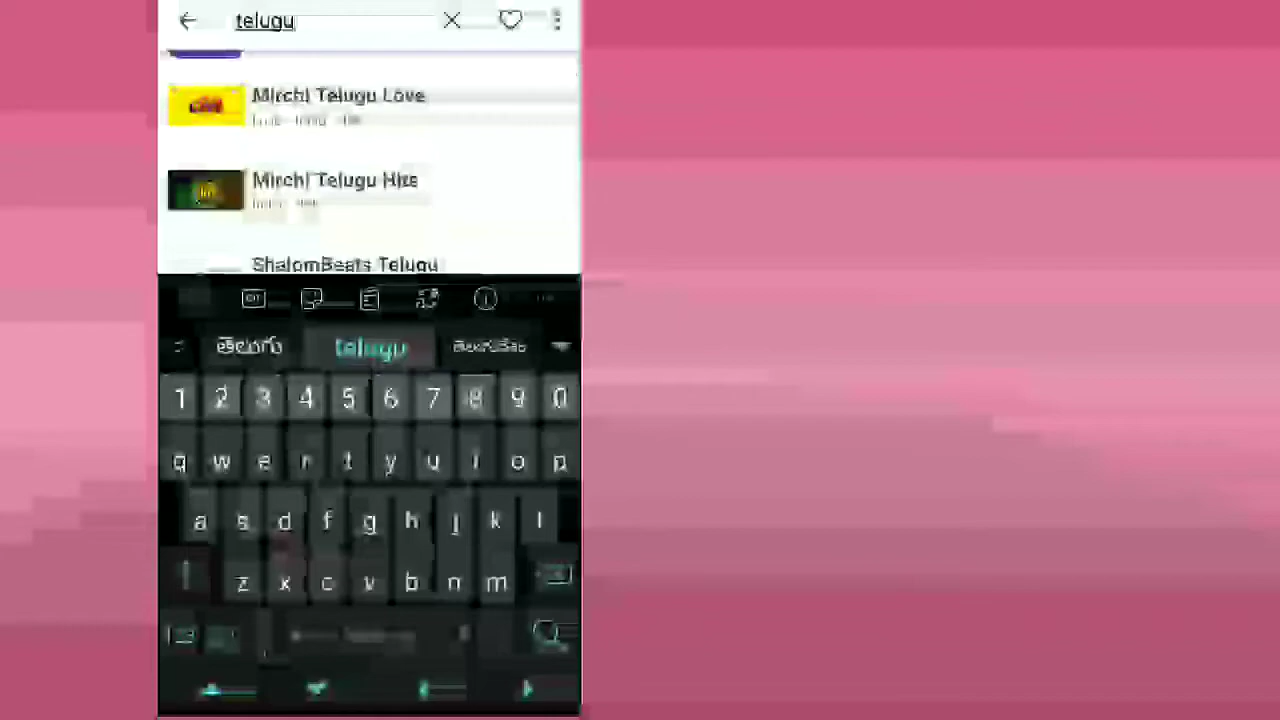 telugu
Mirchi Telugu Love
Mirchi Telugu Hits
ShalomBeats Telugu
తెలుగు telugu
1 2 3 4 5 6 7 8 9 0
q w e r t y u i o p
a s d f g h j k l
z x c v b n m